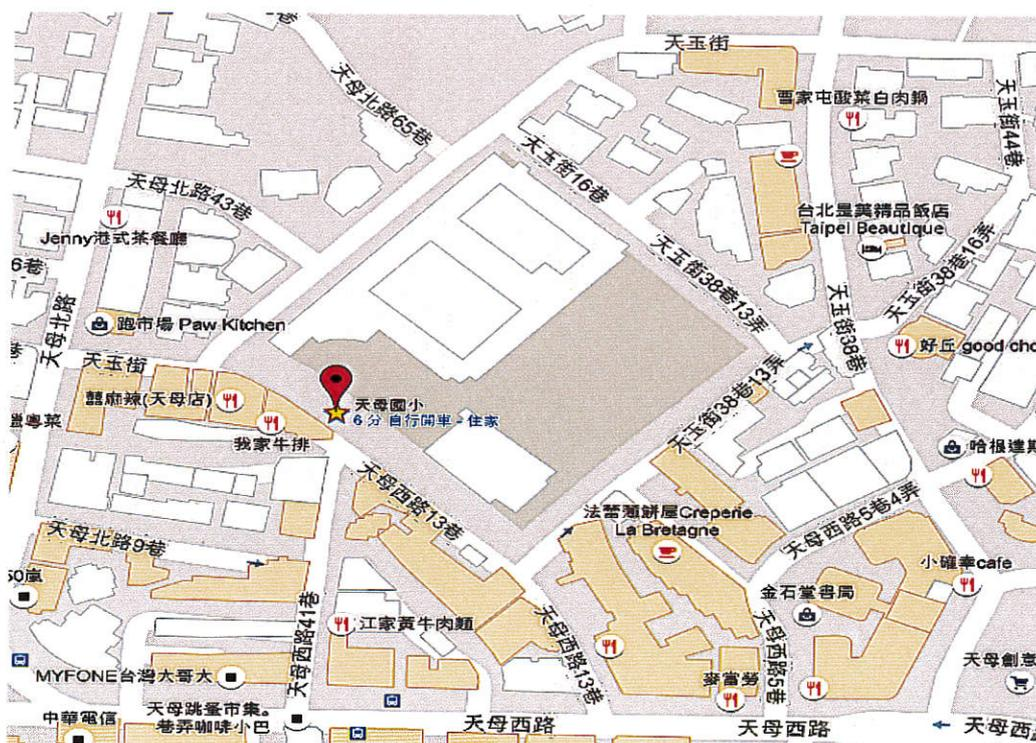 天玉街
天母北路65巷
曹家屯酸菜白肉鍋
天玉街44巷
天玉街16巷
天母北路43巷
台北景美精品飯店
Taipei Beautique
Jenny港式茶餐廳
天玉街38巷13弄
天玉街38巷16弄
6巷
天母北路
跑市場 Paw Kitchen
天玉街38巷
好丘 good cho
巷
天玉街
囍麻辣(天母店)
天母國小
6 分 自行開車 - 住家
天玉街38巷13弄
粵菜
我家牛排
哈根達斯
天母西路13巷
法蕾薄餅屋Creperie
La Bretagne
天母西路5巷4弄
天母北路9巷
小確幸cafe
50嵐
金石堂書局
天母西路41巷
江家黃牛肉麵
天母西路13巷
天母西路5巷
天母創意
MYFONE台灣大哥大
麥當勞
天母跳蚤市集。
巷弄咖啡小巴
中華電信
天母西路
天母西路
天母西